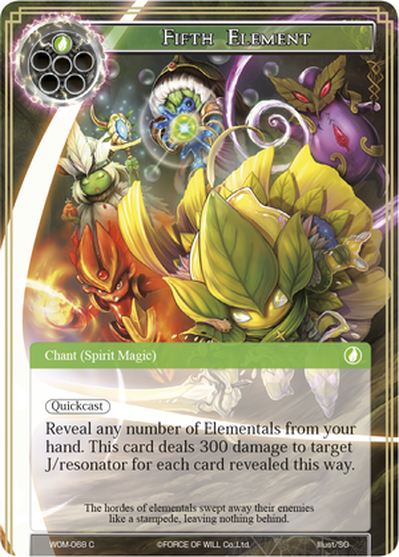 Fifth Element
Chant (Spirit Magic)
Quickcast
Reveal any number of Elementals from your
hand. This card deals 300 damage to target
J/resonator for each card revealed this way.
The hordes of elementals swept away their enemies
like a stampede, leaving nothing behind.
WOM-068 C ©FORCE OF WILL Co.,Ltd. Illust/SO